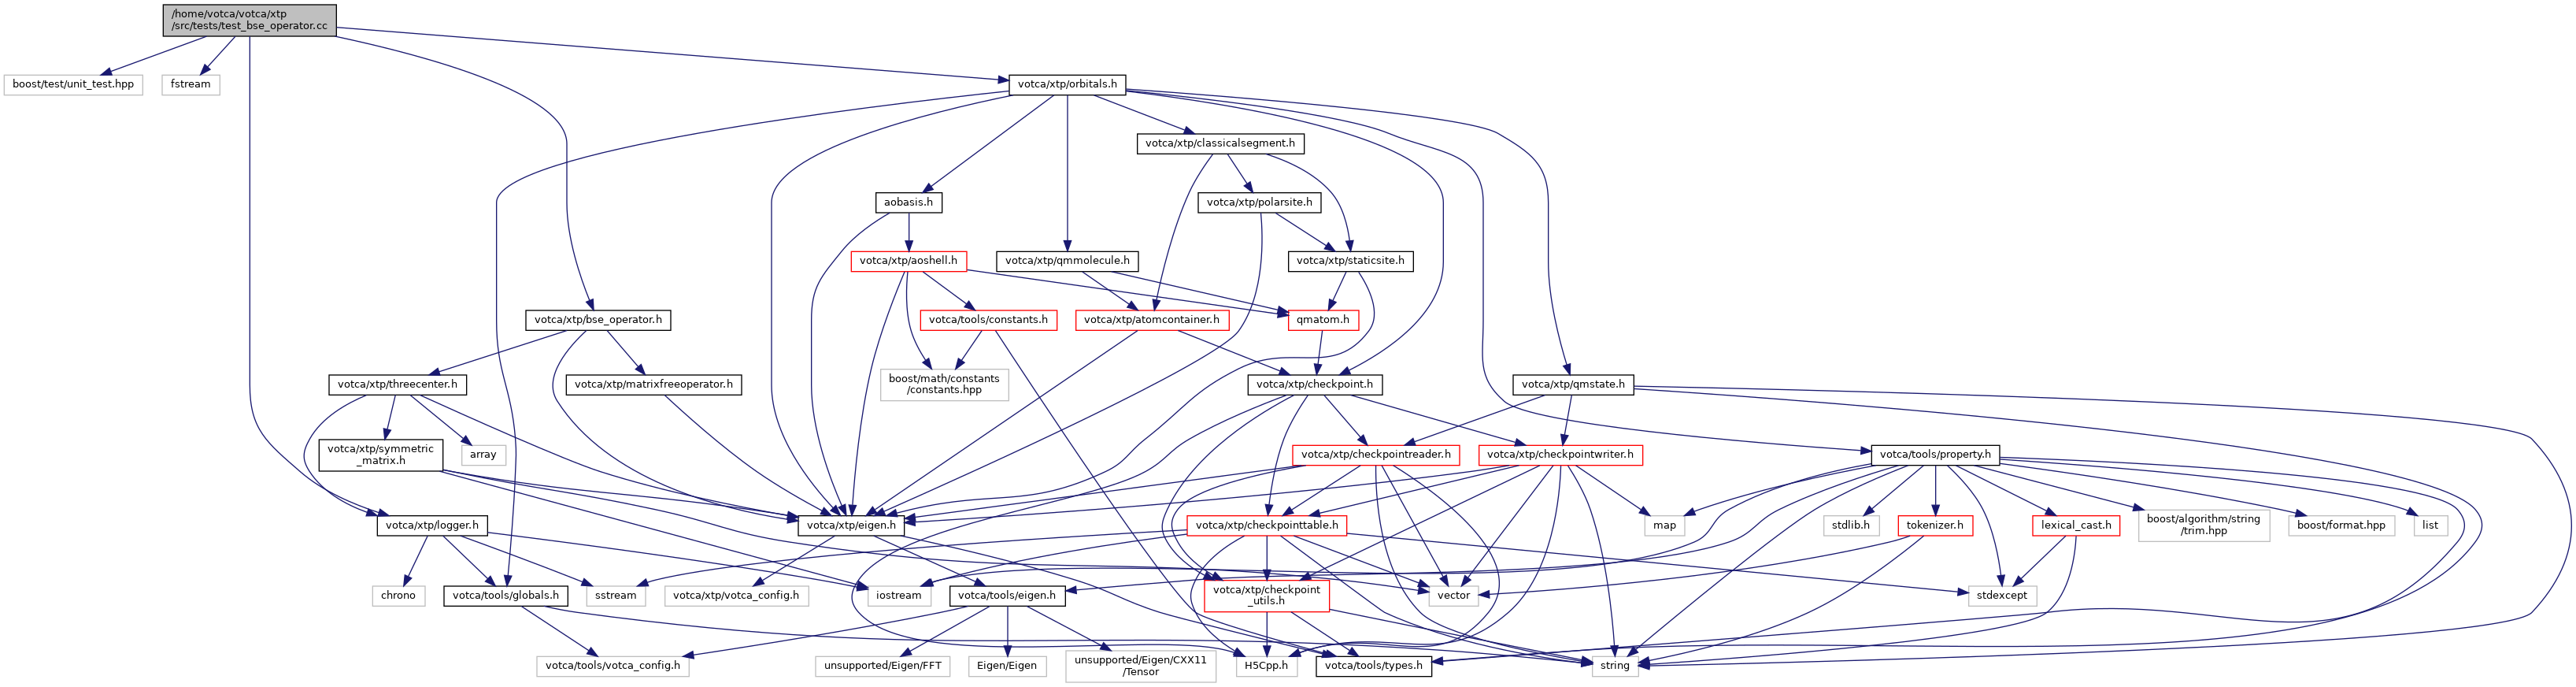 /home/votca/votca/xtp
/src/tests/test_bse_operator.cc
boost/test/unit_test.hpp
fstream
votca/xtp/orbitals.h
votca/xtp/classicalsegment.h
aobasis.h
votca/xtp/polarsite.h
votca/xtp/aoshell.h
votca/xtp/qmmolecule.h
votca/xtp/staticsite.h
votca/xtp/bse_operator.h
votca/tools/constants.h
votca/xtp/atomcontainer.h
qmatom.h
votca/xtp/threecenter.h
votca/xtp/matrixfreeoperator.h
boost/math/constants
/constants.hpp
votca/xtp/checkpoint.h
votca/xtp/qmstate.h
votca/xtp/symmetric
_matrix.h
array
votca/xtp/checkpointreader.h
votca/xtp/checkpointwriter.h
votca/tools/property.h
votca/xtp/logger.h
votca/xtp/eigen.h
votca/xtp/checkpointtable.h
map
stdlib.h
tokenizer.h
lexical_cast.h
boost/algorithm/string
/trim.hpp
boost/format.hpp
list
chrono
votca/tools/globals.h
sstream
votca/xtp/votca_config.h
iostream
votca/tools/eigen.h
votca/xtp/checkpoint
_utils.h
vector
stdexcept
votca/tools/votca_config.h
unsupported/Eigen/FFT
Eigen/Eigen
unsupported/Eigen/CXX11
/Tensor
H5Cpp.h
votca/tools/types.h
string